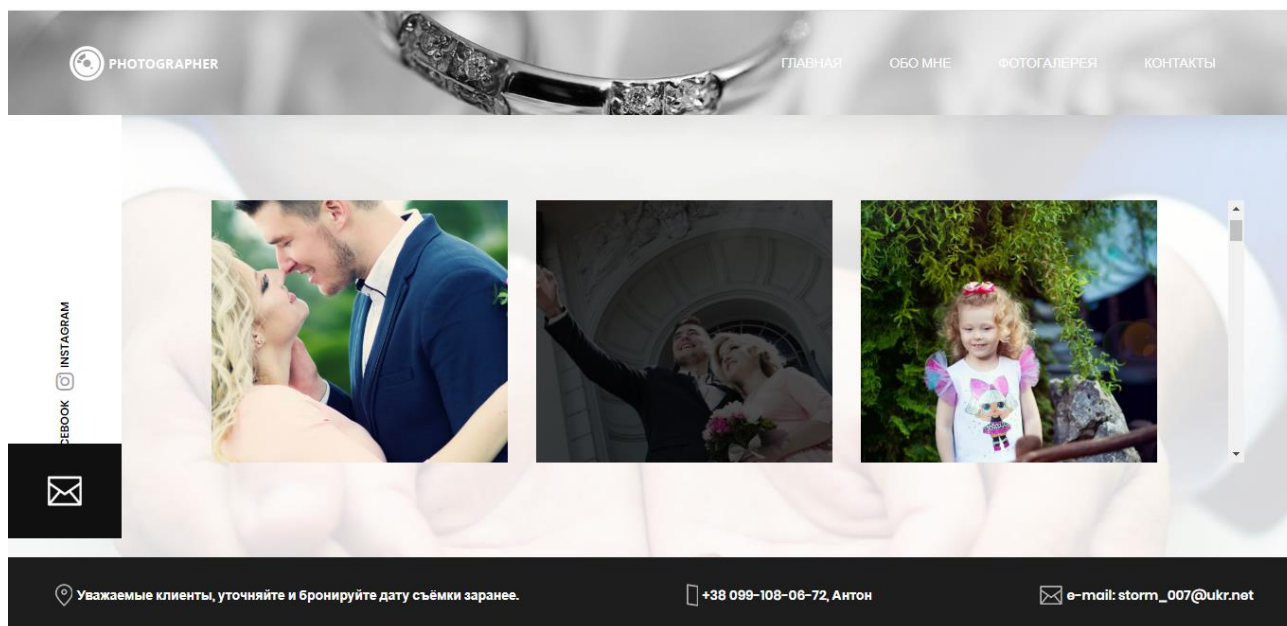 PHOTOGRAPHER
ГЛАВНАЯ ОБО МНЕ ФОТОГАЛЕРЕЯ КОНТАКТЫ
INSTAGRAM
CEBOOK
Уважаемые клиенты, уточняйте и бронируйте дату съёмки заранее.
+38 099-108-06-72, Антон
e-mail: storm_007@ukr.net